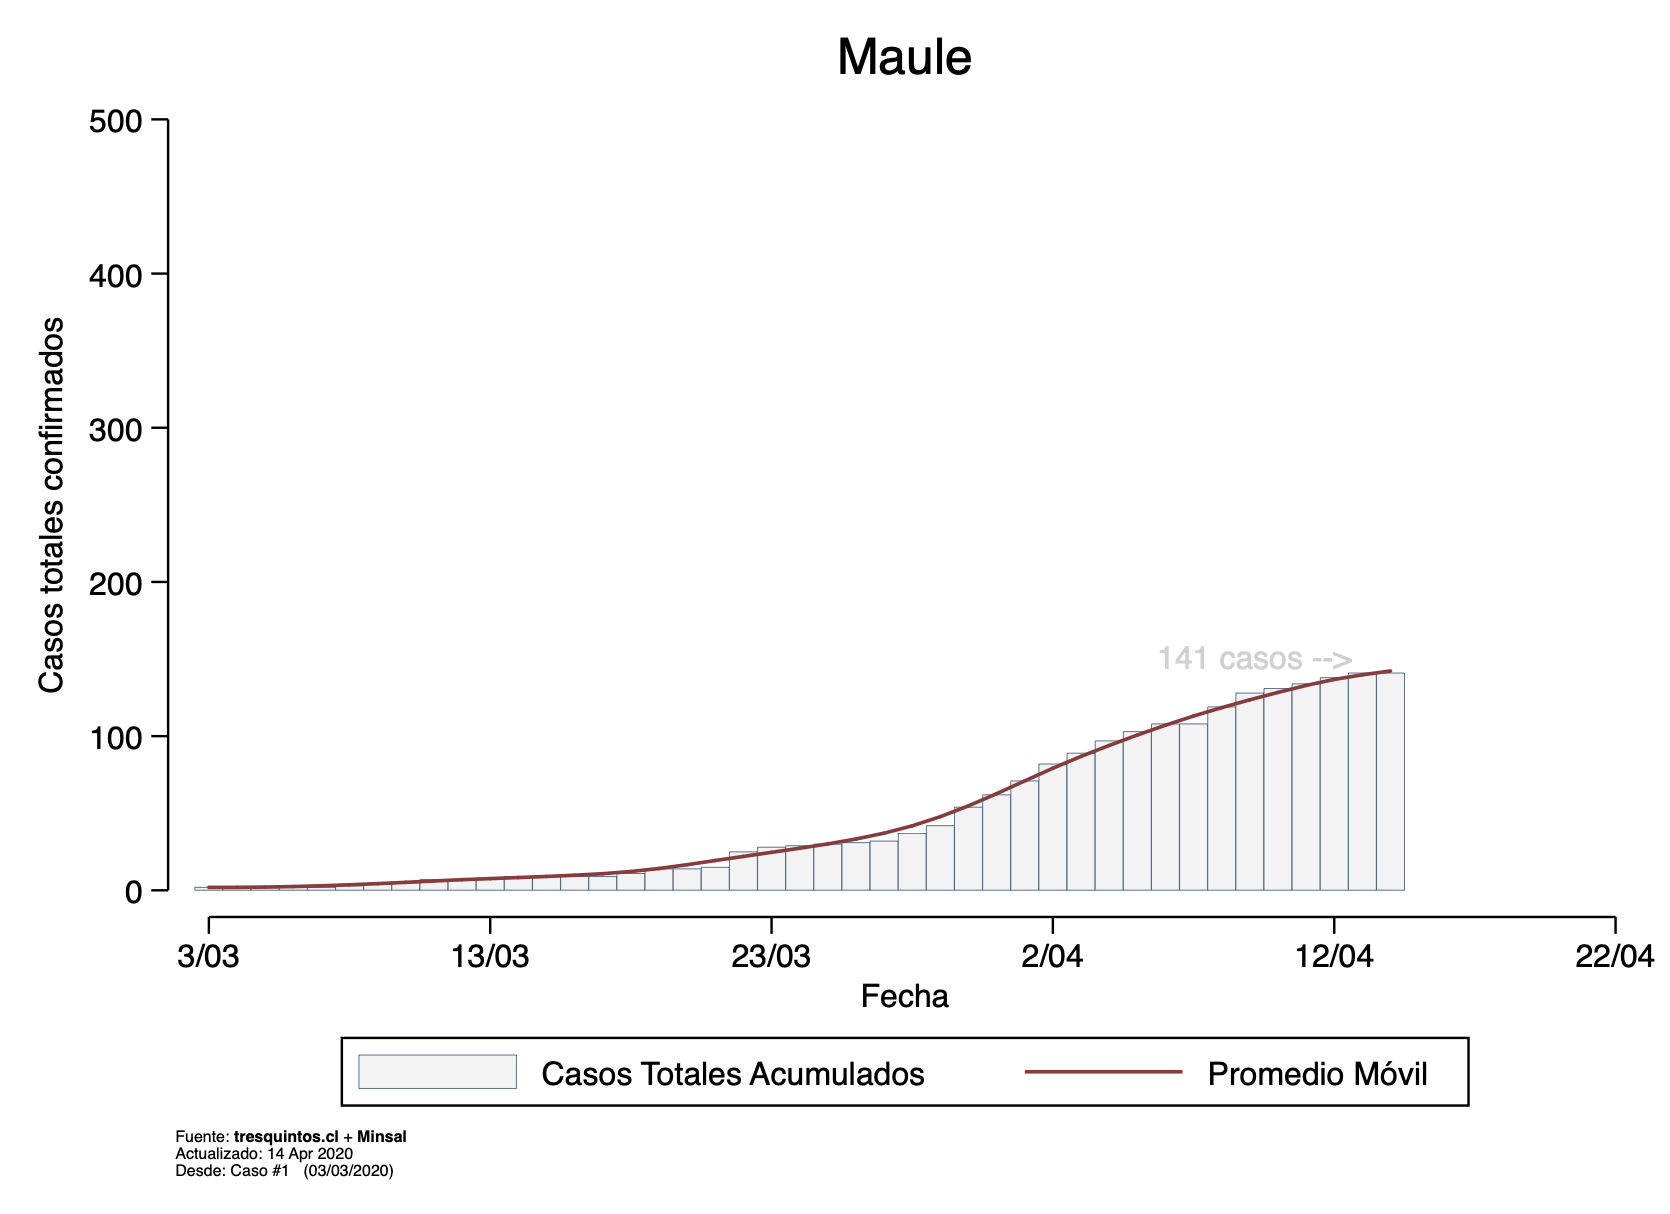 Maule
500
400
300
200
100
0
Casos totales confirmados
141 casos -->
3/03 13/03 23/03 2/04 12/04 22/04
Fecha
Casos Totales Acumulados Promedio Móvil
Fuente: tresquintos.cl + Minsal
Actualizado: 14 Apr 2020
Desde: Caso #1 (03/03/2020)